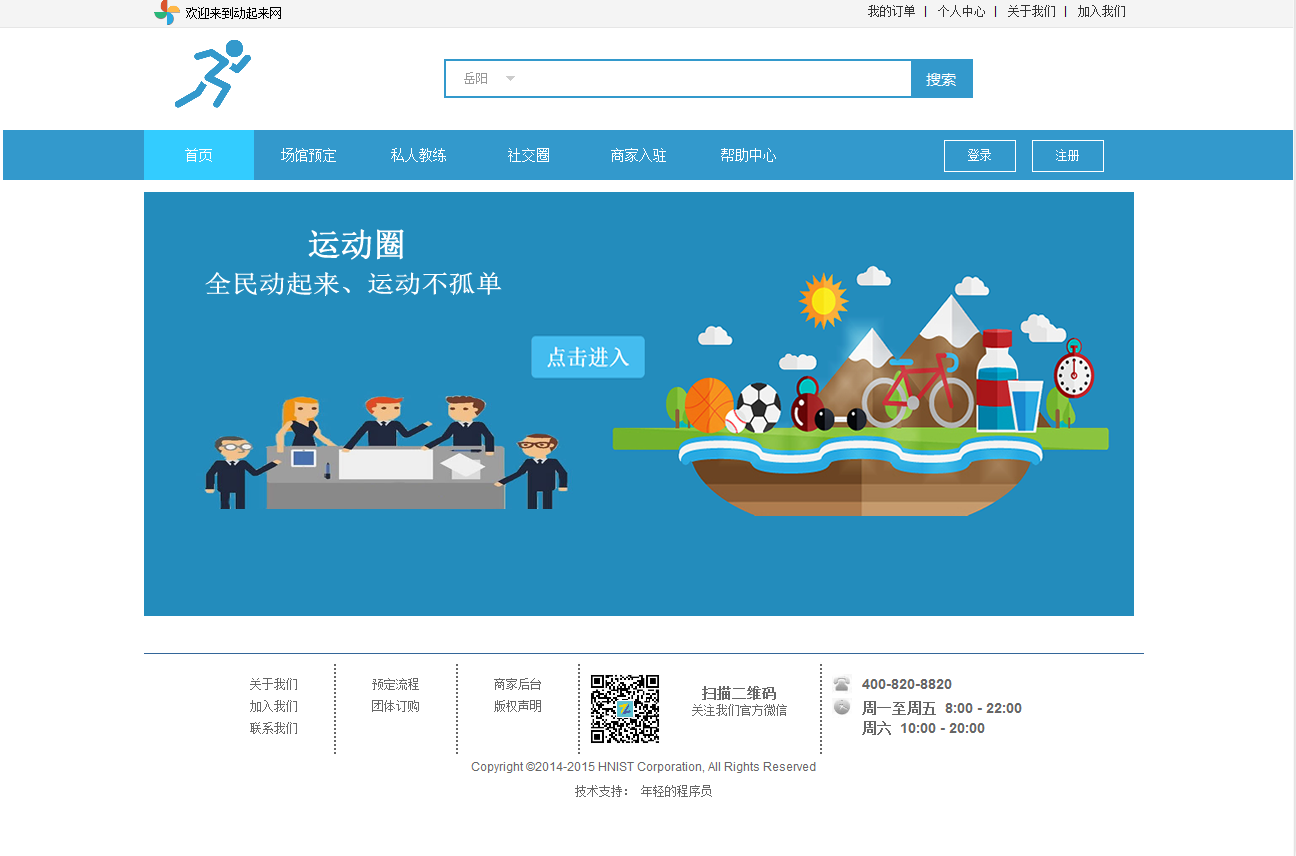 欢迎来到动起来网
我的订单 | 个人中心 | 关于我们 | 加入我们
岳阳
搜索
首页 场馆预定 私人教练 社交圈 商家入驻 帮助中心 登录 注册
运动圈
全民动起来、运动不孤单
点击进入
关于我们
加入我们
联系我们
预定流程
团体订购
商家后台
版权声明
扫描二维码
关注我们官方微信
400-820-8820
周一至周五 8:00 - 22:00
周六 10:00 - 20:00
Copyright ©2014-2015 HNIST Corporation, All Rights Reserved
技术支持： 年轻的程序员